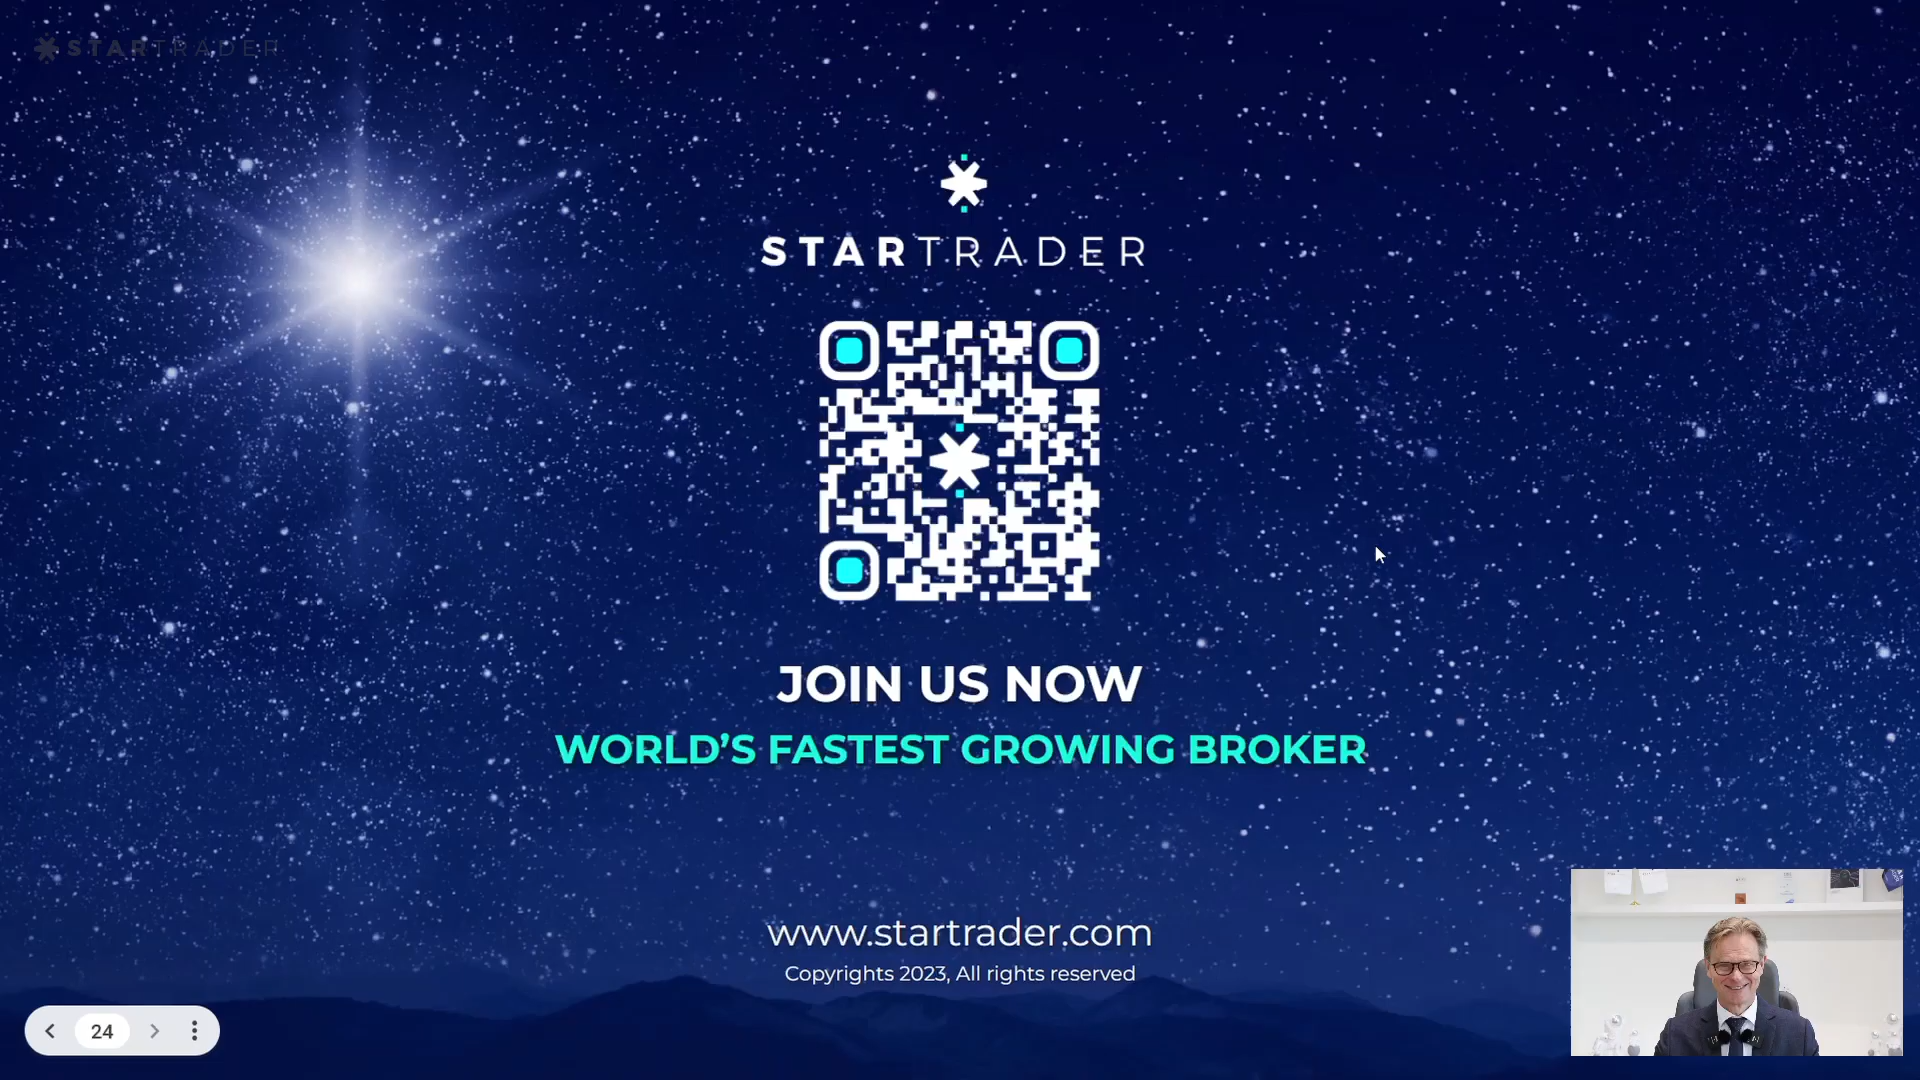 STARTRADER
STARTRADER
JOIN US NOW
WORLD'S FASTEST GROWING BROKER
www.startrader.com
Copyrights 2023, All rights reserved
24